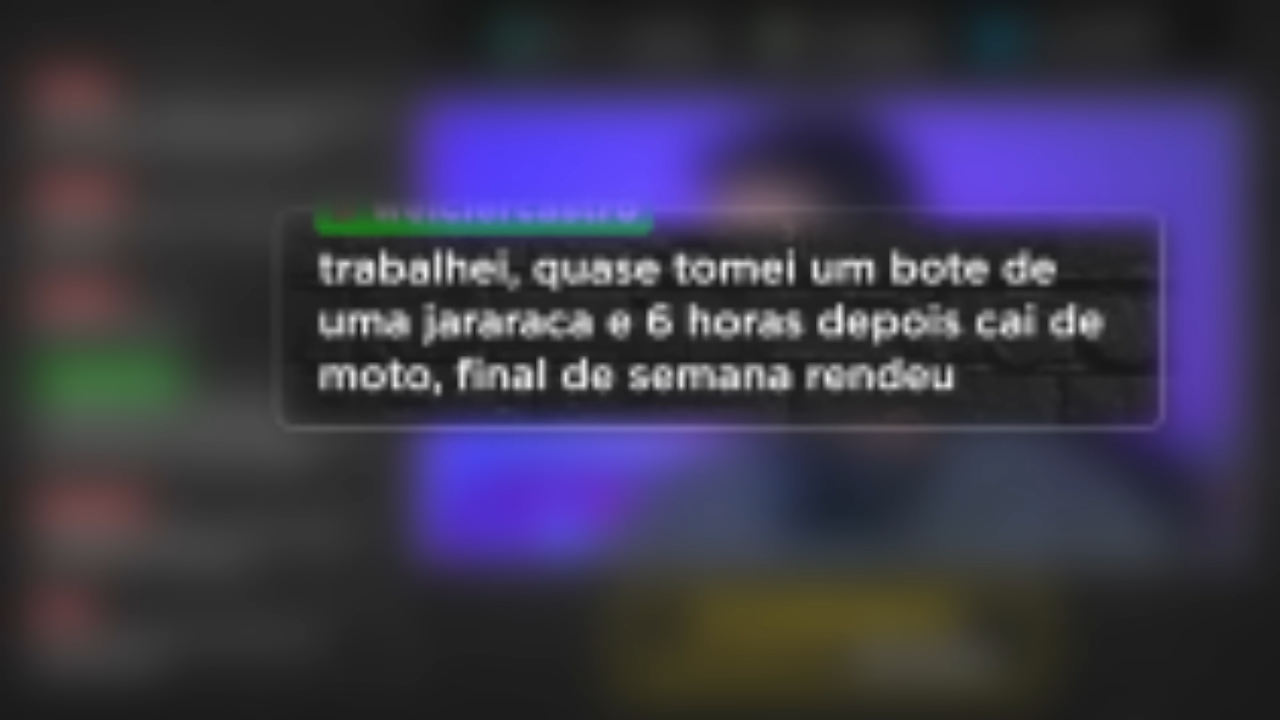 trabalhei, quase tomei um bote de
uma jararaca e 6 horas depois cai de
moto, final de semana rendeu